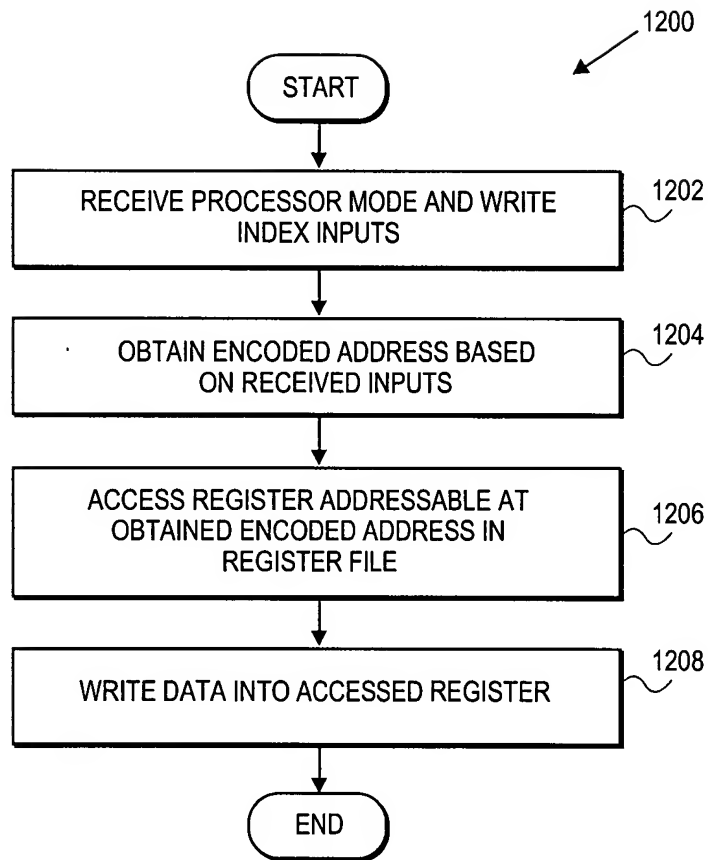 1200
START
RECEIVE PROCESSOR MODE AND WRITE
INDEX INPUTS
1202
OBTAIN ENCODED ADDRESS BASED
ON RECEIVED INPUTS
1204
ACCESS REGISTER ADDRESSABLE AT
OBTAINED ENCODED ADDRESS IN
REGISTER FILE
1206
WRITE DATA INTO ACCESSED REGISTER
1208
END